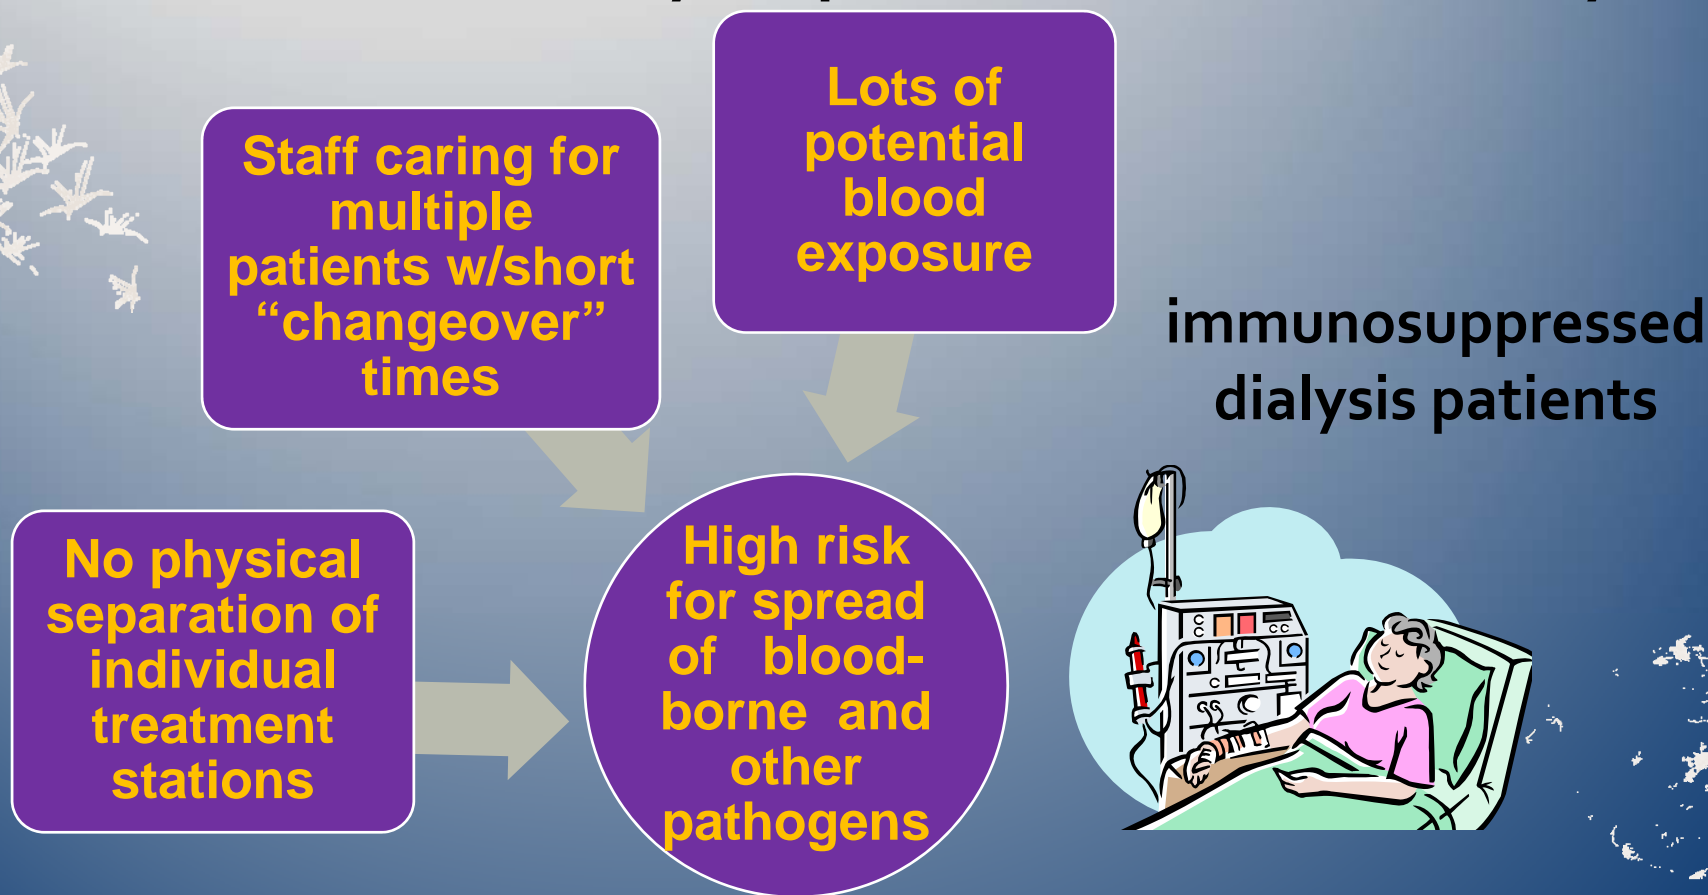 Staff caring for
multiple
patients w/short
“changeover”
times
Lots of
potential
blood
exposure
immunosuppressed
dialysis patients
No physical
separation of
individual
treatment
stations
High risk
for spread
of blood-
borne and
other
pathogens